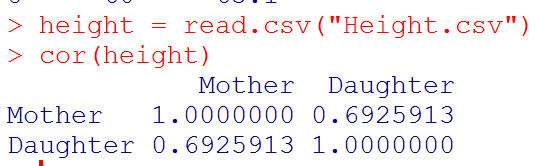 > height = read.csv("Height.csv")
> cor(height)
Mother Daughter
Mother 1.0000000 0.6925913
Daughter 0.6925913 1.0000000